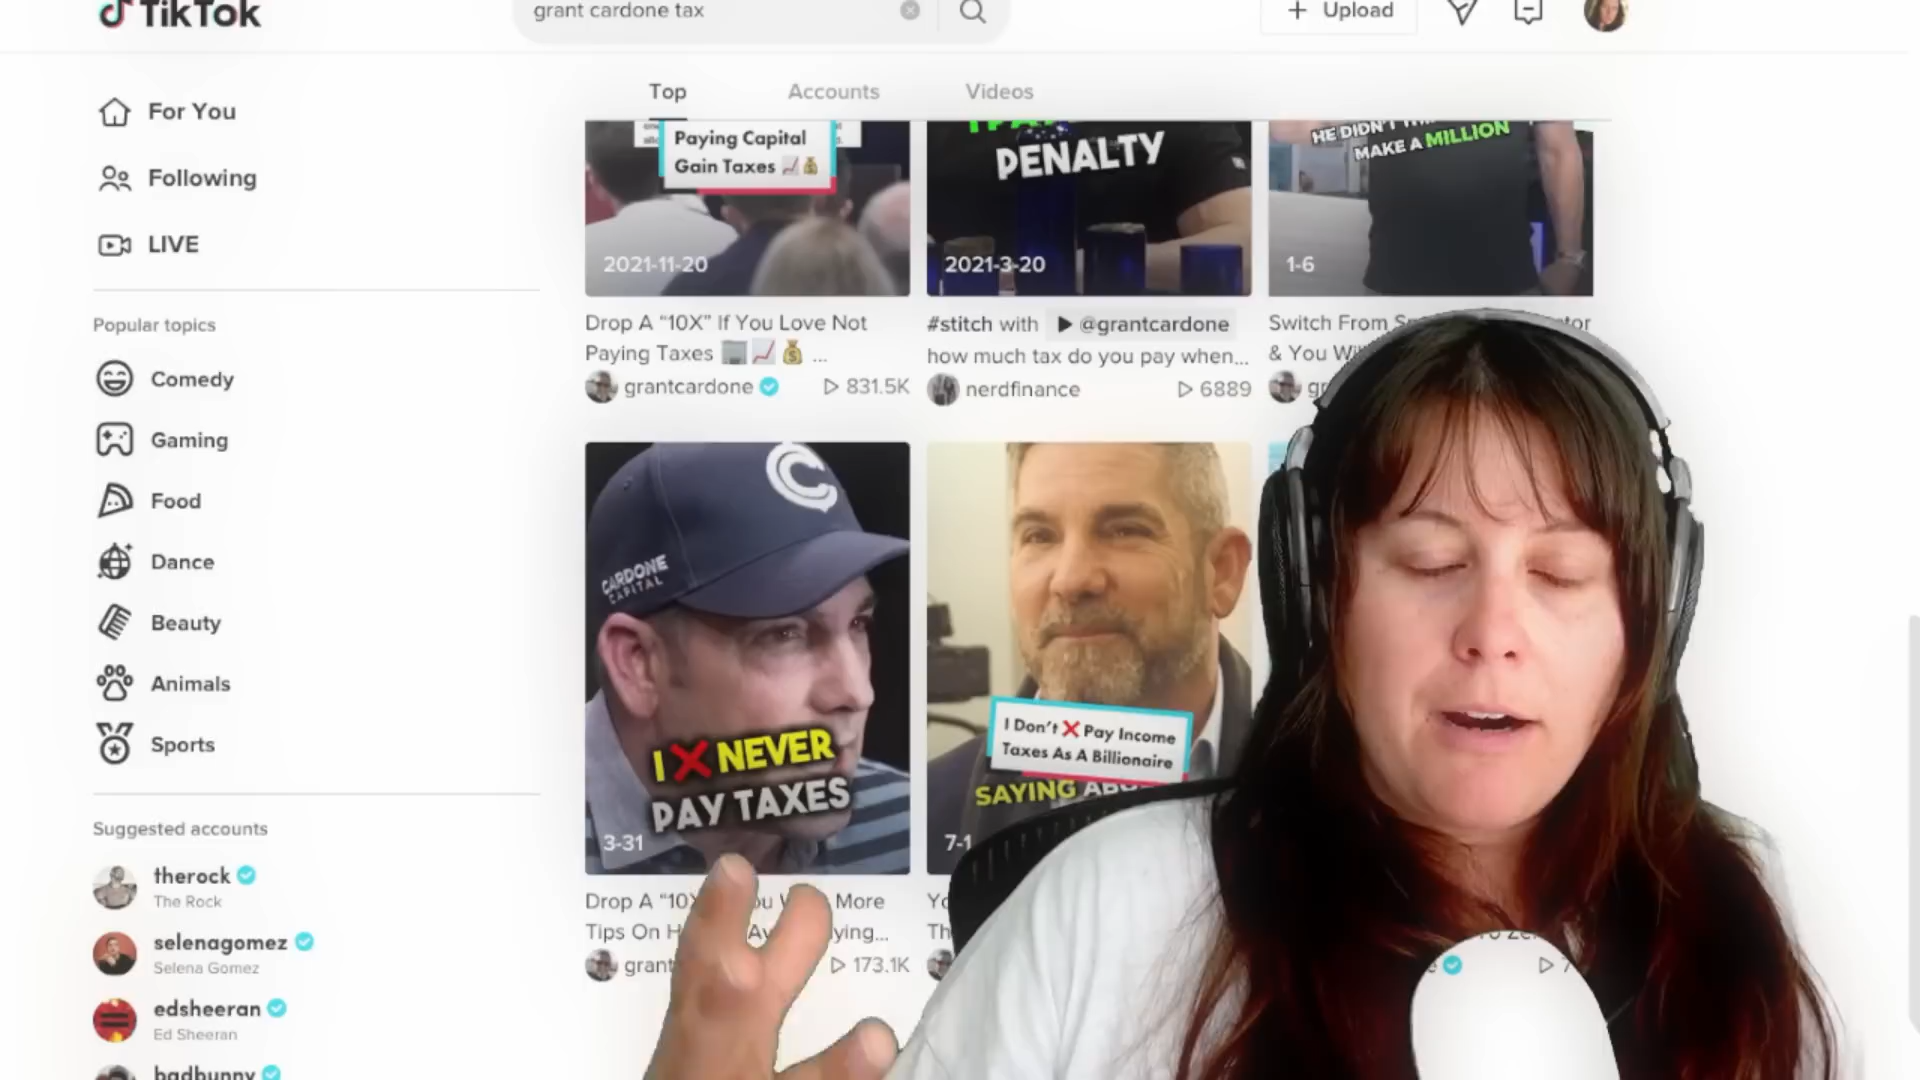 TikTok
grant cardone tax
Upload
For You
Following
LIVE
Popular topics
Comedy
Gaming
Food
Dance
Beauty
Animals
Sports
Suggested accounts
therock
The Rock
selenagomez
Selena Gomez
edsheeran
Ed Sheeran
badbunny
Top
Accounts
Videos
Paying Capital
Gain Taxes
2021-11-20
Drop A “10X” If You Love Not
Paying Taxes ...
grantcardone
831.5K
PENALTY
2021-3-20
#stitch with @grantcardone
how much tax do you pay when...
nerdfinance
6889
HE DIDN'T
MAKE A MILLION
1-6
Switch From
& You
CARDONE
CAPITAL
I ❌ NEVER
PAY TAXES
3-31
Drop A “10X” More
Tips On
173.1K
I Don't ❌ Pay Income
Taxes As A Billionaire
SAYING
7-1